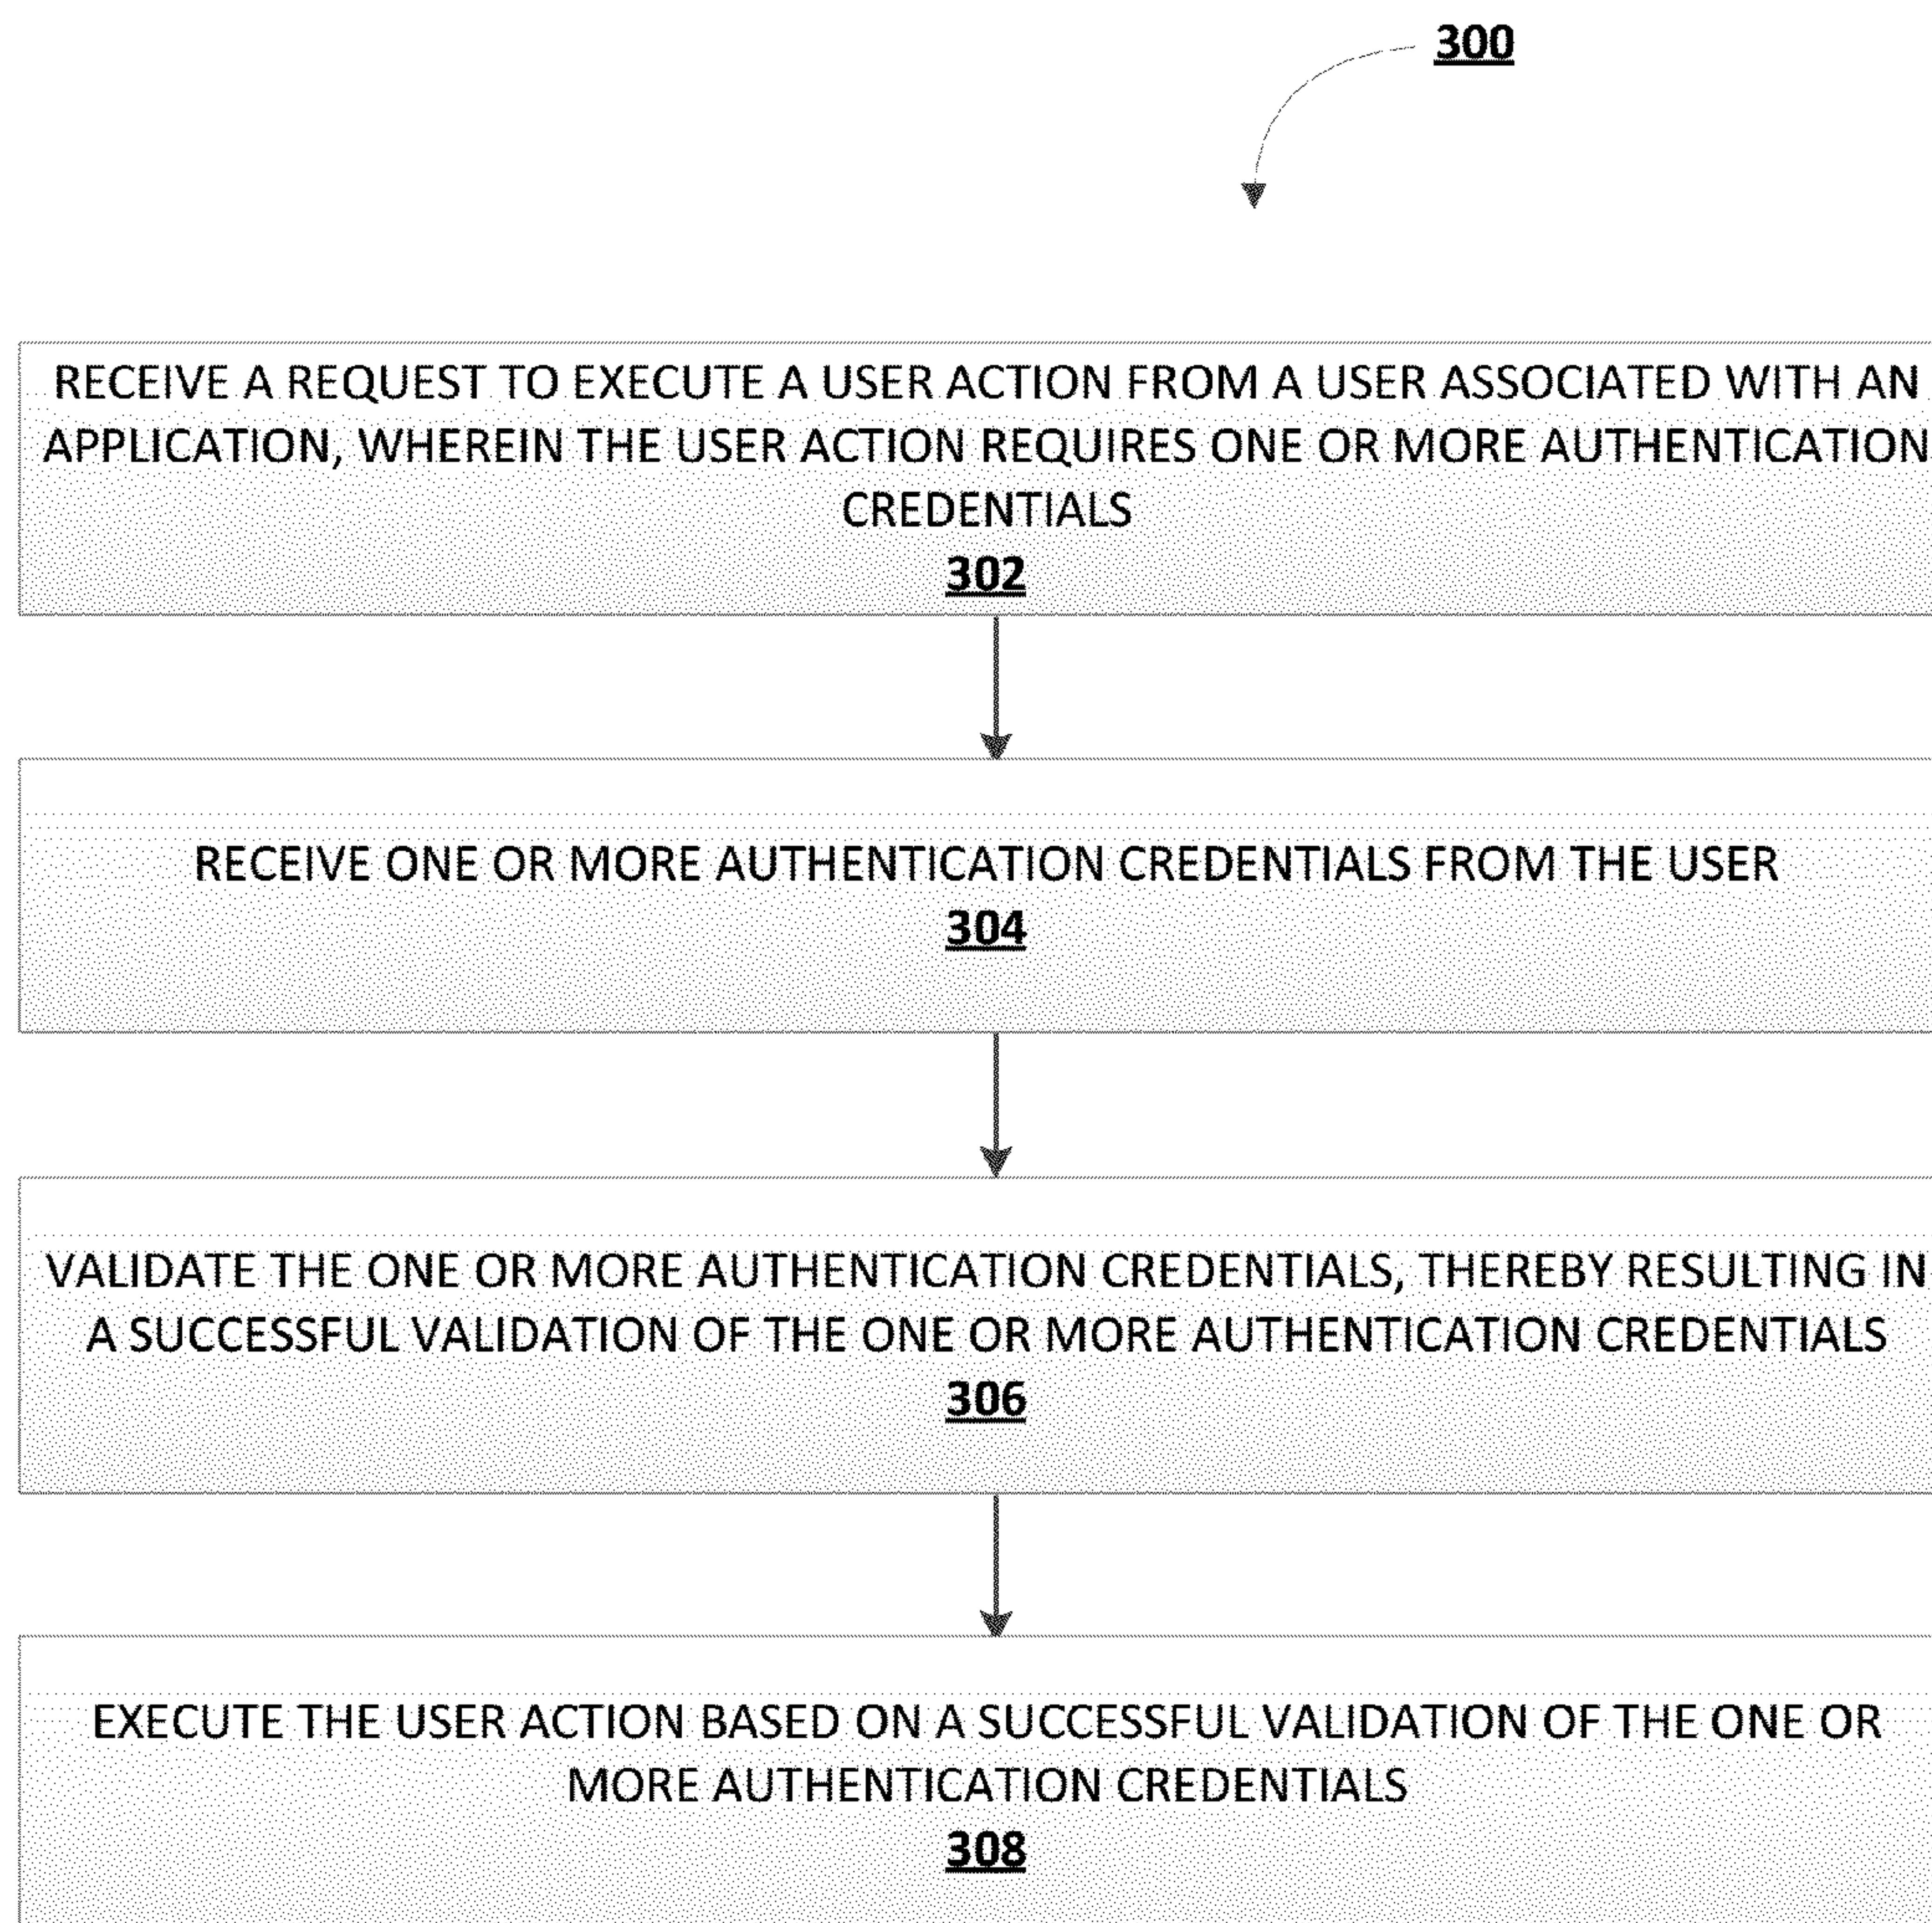 300
RECEIVE A REQUEST TO EXECUTE A USER ACTION FROM A USER ASSOCIATED WITH AN
APPLICATION, WHEREIN THE USER ACTION REQUIRES ONE OR MORE AUTHENTICATION
CREDENTIALS
302
RECEIVE ONE OR MORE AUTHENTICATION CREDENTIALS FROM THE USER
304
VALIDATE THE ONE OR MORE AUTHENTICATION CREDENTIALS, THEREBY RESULTING IN
A SUCCESSFUL VALIDATION OF THE ONE OR MORE AUTHENTICATION CREDENTIALS
306
EXECUTE THE USER ACTION BASED ON A SUCCESSFUL VALIDATION OF THE ONE OR
MORE AUTHENTICATION CREDENTIALS
308